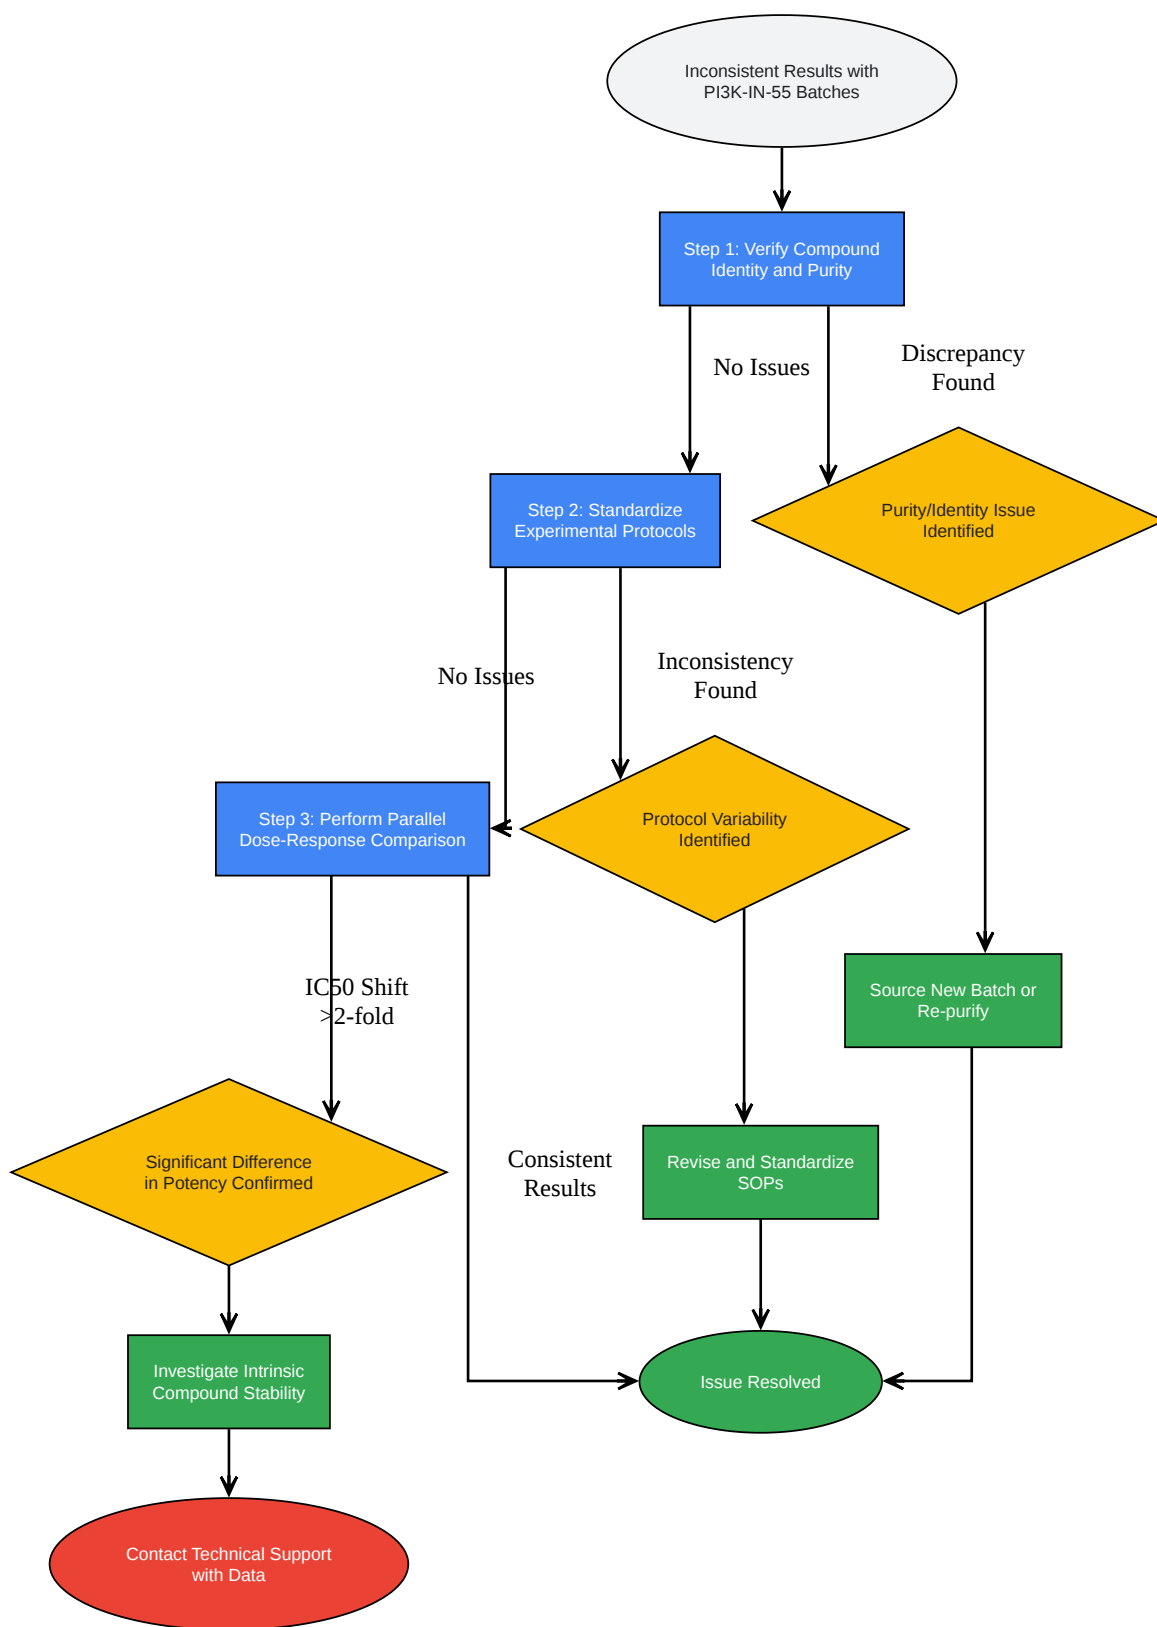 Inconsistent Results with
PI3K-IN-55 Batches
Step 1: Verify Compound
Identity and Purity
No Issues
Discrepancy
Found
Step 2: Standardize
Experimental Protocols
Purity/Identity Issue
Identified
No Issues
Inconsistency
Found
Step 3: Perform Parallel
Dose-Response Comparison
Protocol Variability
Identified
IC50 Shift
>2-fold
Source New Batch or
Re-purify
Significant Difference
in Potency Confirmed
Consistent
Results
Revise and Standardize
SOPs
Investigate Intrinsic
Compound Stability
Issue Resolved
Contact Technical Support
with Data